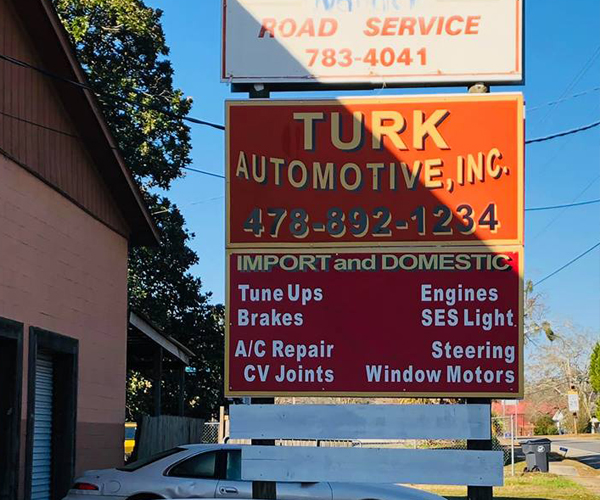 ROAD SERVICE
783-4041
TURK
AUTOMOTIVE, INC.
478-892-1234
IMPORT and DOMESTIC
Tune Ups Engines
Brakes SES Light
A/C Repair Steering
CV Joints Window Motors